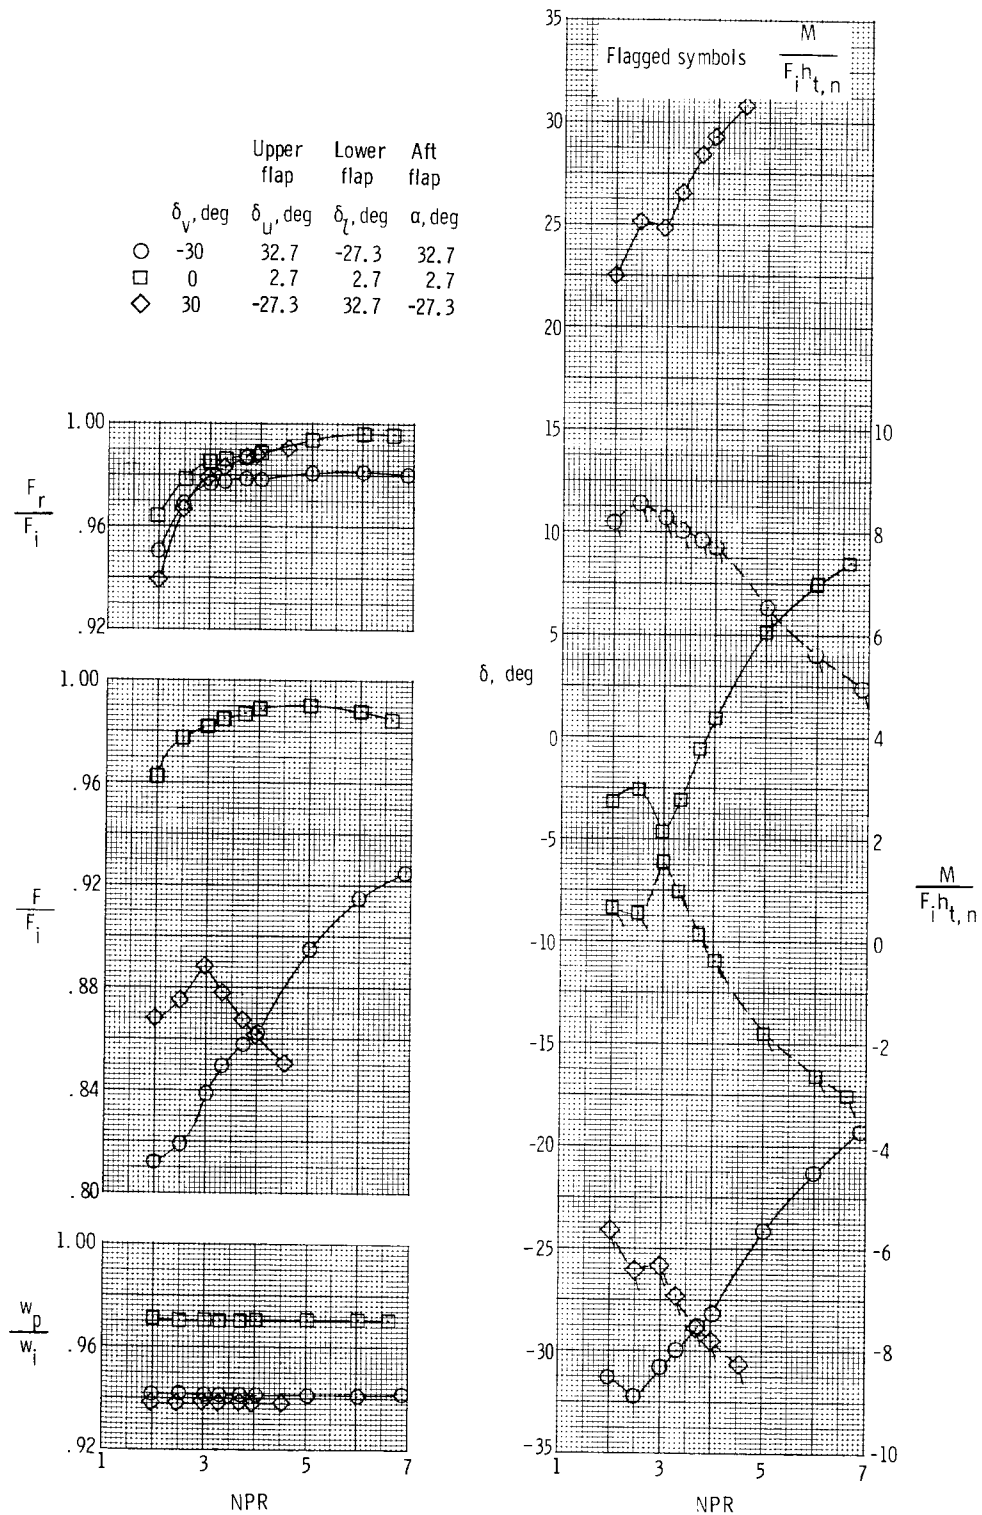 Upper Lower Aft
flap flap flap
δv, deg δu, deg δl, deg α, deg
○ -30 32.7 -27.3 32.7
□ 0 2.7 2.7 2.7
◇ 30 -27.3 32.7 -27.3
1.00
Fr
Fi
.96
.92
1.00
.96
.92
F
Fi
.88
.84
.80
1.00
wp
wi
.96
.92
1 3 5 7
NPR
Flagged symbols M
Fi ht,n
35
30
25
20
15
10
5
δ, deg
0
-5
-10
-15
-20
-25
-30
-35
10
8
6
4
2
M
Fi ht,n
0
-2
-4
-6
-8
-10
1 3 5 7
NPR